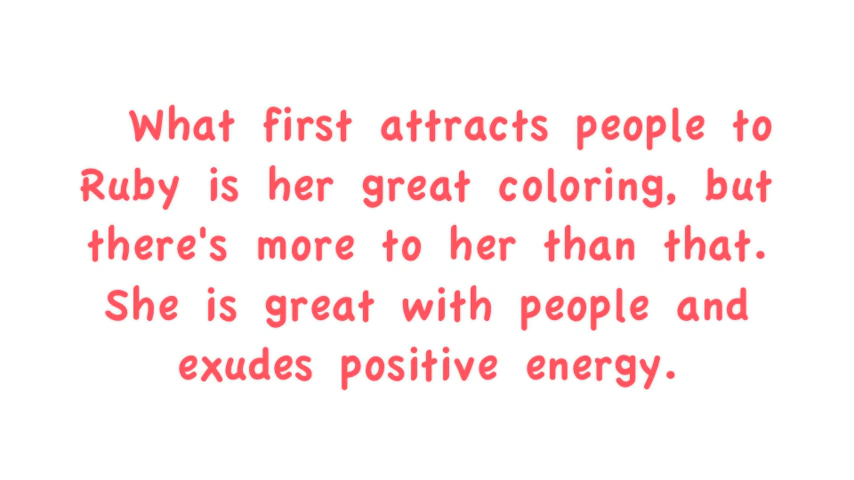 What first attracts people to
Ruby is her great coloring, but
there's more to her than that.
She is great with people and
exudes positive energy.